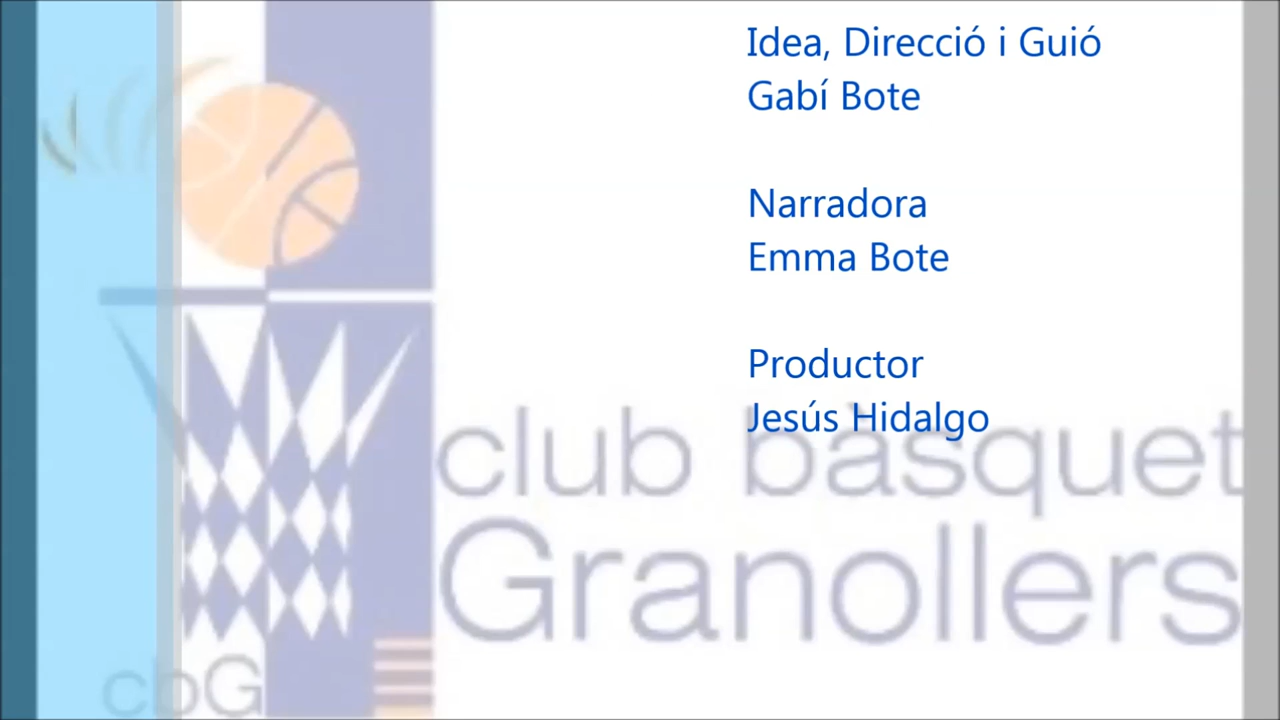 Idea, Direcció i Guió
Gabí Bote
Narradora
Emma Bote
Productor
Jesús Hidalgo
club bàsquet
Granollers
cbG